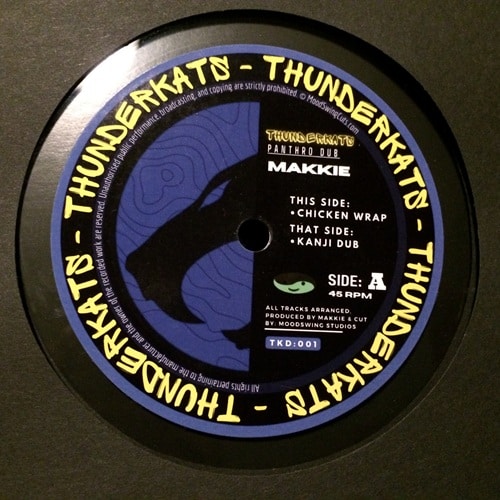 THUNDERKATS - THUNDERKATS - THUNDERKATS - THUNDERKATS - THUNDERKATS -
All rights pertaining to the manufacturer and the owner of the recorded work are reserved. Unauthorised public performance, broadcasting, and copying are strictly prohibited. © MoodSwingCuts.com
THUNDERKATS
PANTHRO DUB
MAKKIE
THIS SIDE:
•CHICKEN WRAP
THAT SIDE:
•KANJI DUB
SIDE: A
45 RPM
ALL TRACKS ARRANGED,
PRODUCED BY MAKKIE & CUT
BY: MOODSWING STUDIOS
TKD:001